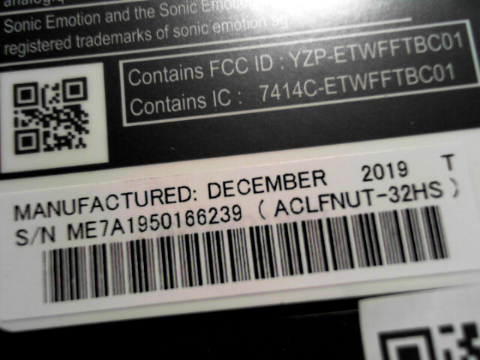 Sonic Emotion and the Sonic Emotion
registered trademarks of sonic emotion ag
Contains FCC ID : YZP-ETWFFTBC01
Contains IC : 7414C-ETWFFTBC01
MANUFACTURED: DECEMBER 2019 T
S/N ME7A1950166239 (ACLFNUT-32HS)